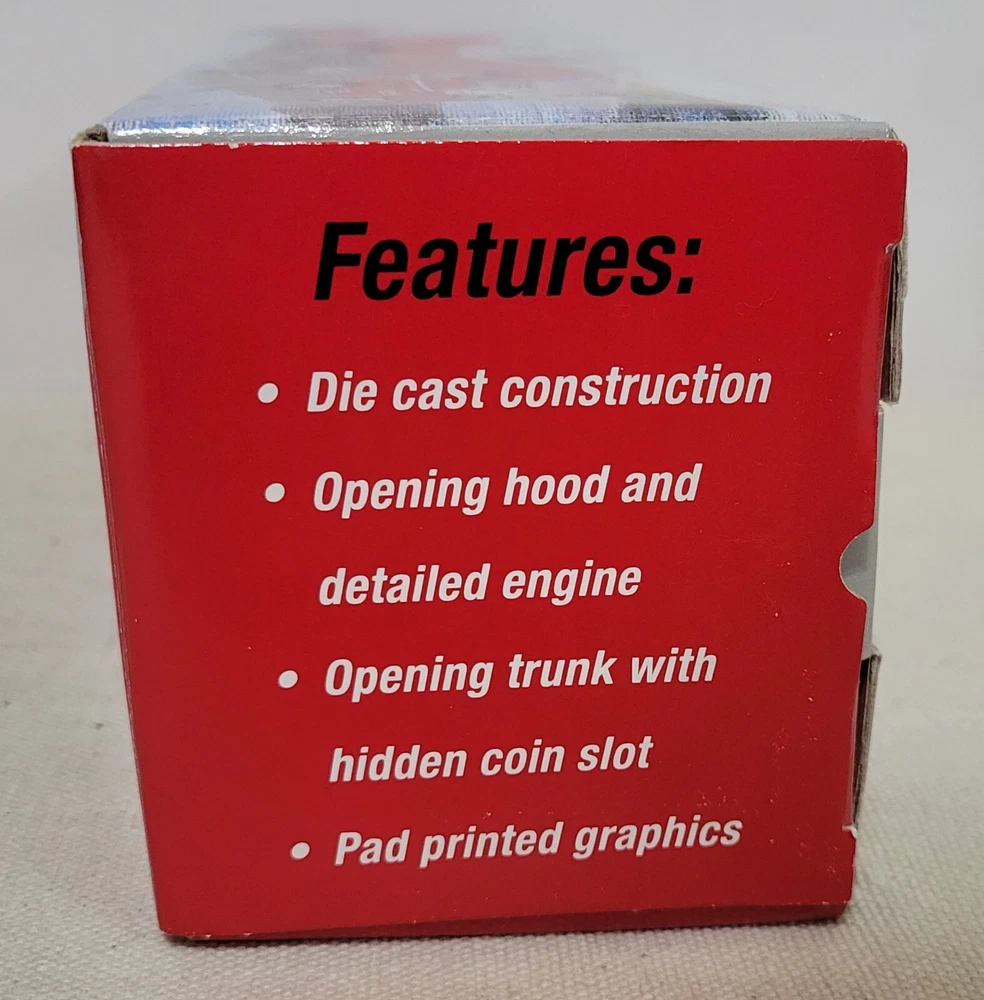 Features:
• Die cast construction
• Opening hood and
detailed engine
• Opening trunk with
hidden coin slot
• Pad printed graphics